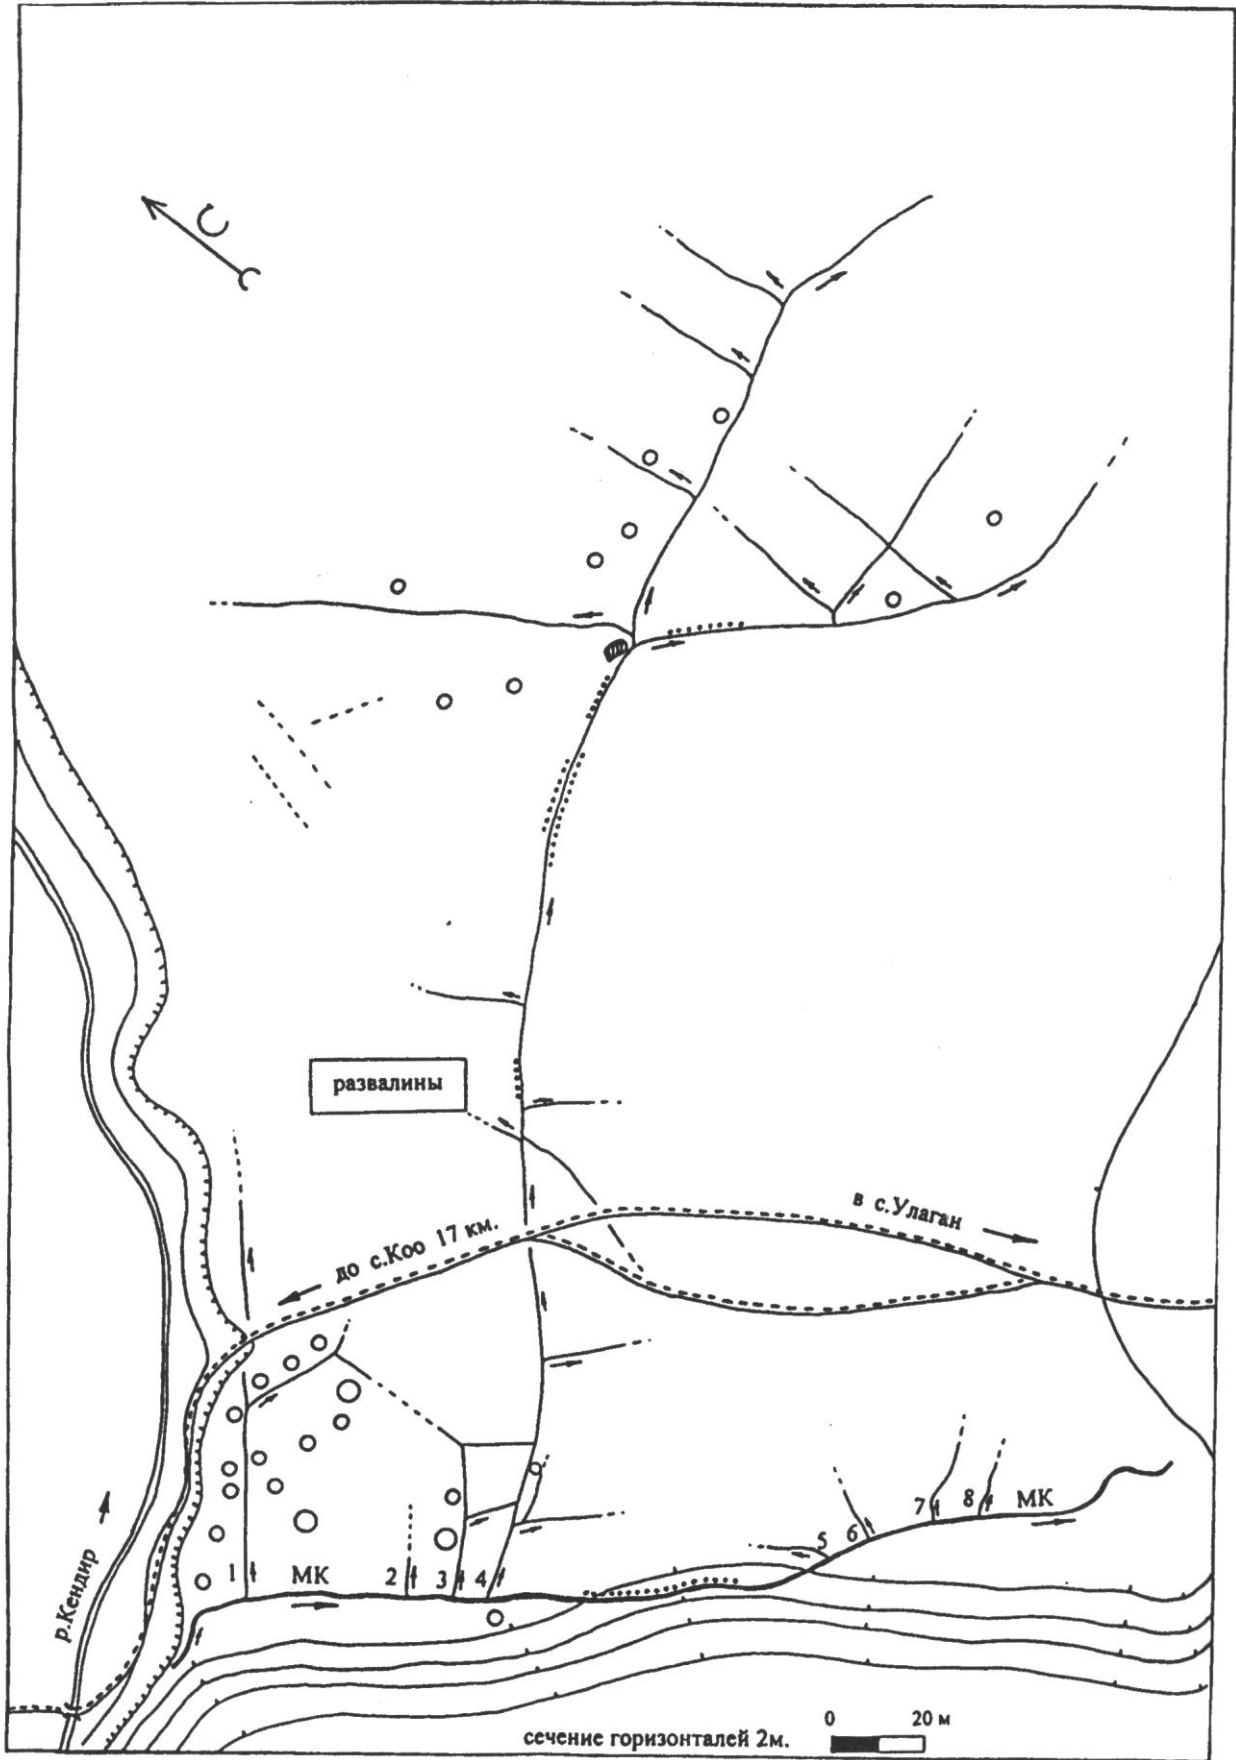 С
развалины
в с.Улаган
до с.Коо 17 км.
р.Кендир
1
МК
2
3
4
5
6
7
8
МК
0 20 м
сечение горизонталей 2м.